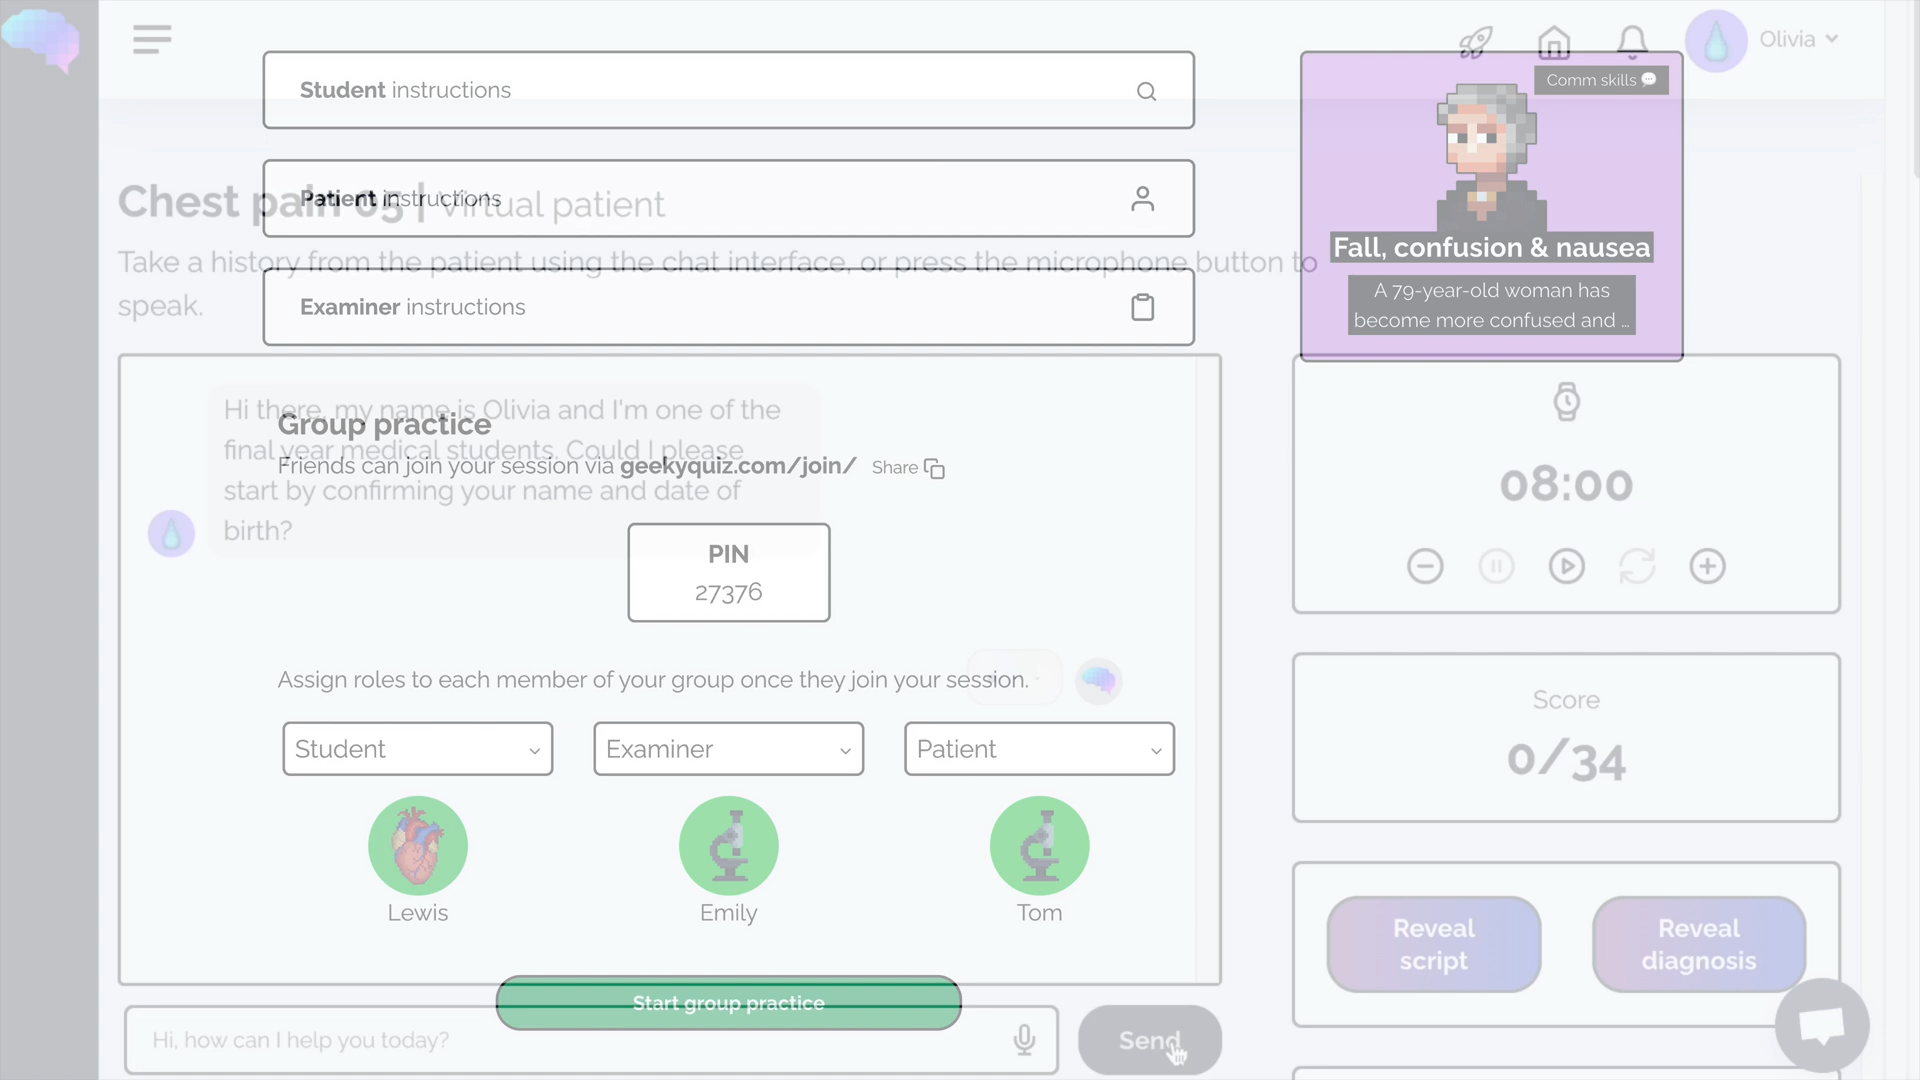 Olivia
Student instructions
Comm skills
Chest pain 05 | Virtual patient
Patient instructions
Take a history from the patient using the chat interface, or press the microphone button to
speak.
Examiner instructions
Fall, confusion & nausea
A 79-year-old woman has
become more confused and ...
Hi there, my name is Olivia and I'm one of the
final year medical students. Could I please
start by confirming your name and date of
birth?
Group practice
Friends can join your session via geekyquiz.com/join/ Share
PIN
27376
08:00
Assign roles to each member of your group once they join your session.
Student
Examiner
Patient
Score
0/34
Lewis
Emily
Tom
Reveal
script
Reveal
diagnosis
Start group practice
Hi, how can I help you today?
Send